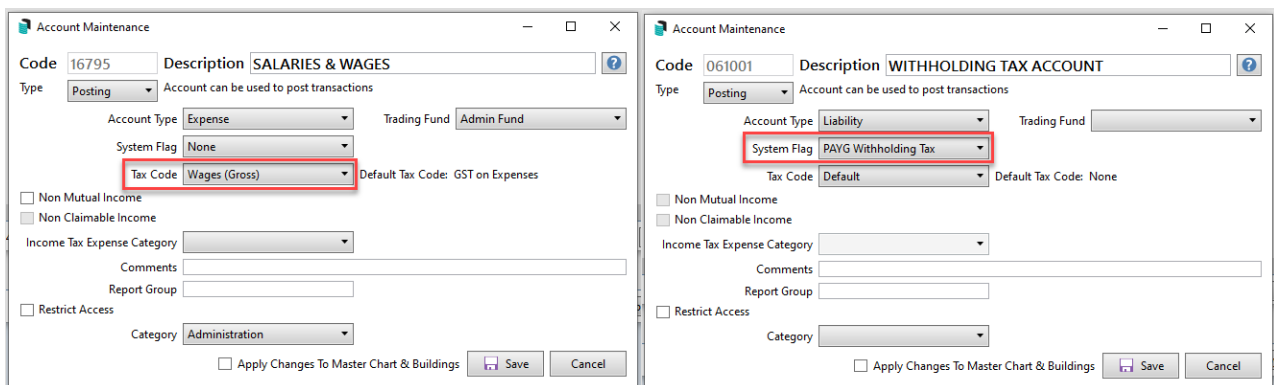 Account Maintenance
Code 16795 Description SALARIES & WAGES
Type Posting Account can be used to post transactions
Account Type Expense Trading Fund Admin Fund
System Flag None
Tax Code Wages (Gross) Default Tax Code: GST on Expenses
Non Mutual Income
Non Claimable Income
Income Tax Expense Category
Comments
Report Group
Restrict Access
Category Administration
Apply Changes To Master Chart & Buildings Save Cancel
Account Maintenance
Code 061001 Description WITHHOLDING TAX ACCOUNT
Type Posting Account can be used to post transactions
Account Type Liability Trading Fund
System Flag PAYG Withholding Tax
Tax Code Default Default Tax Code: None
Non Mutual Income
Non Claimable Income
Income Tax Expense Category
Comments
Report Group
Restrict Access
Category
Apply Changes To Master Chart & Buildings Save Cancel